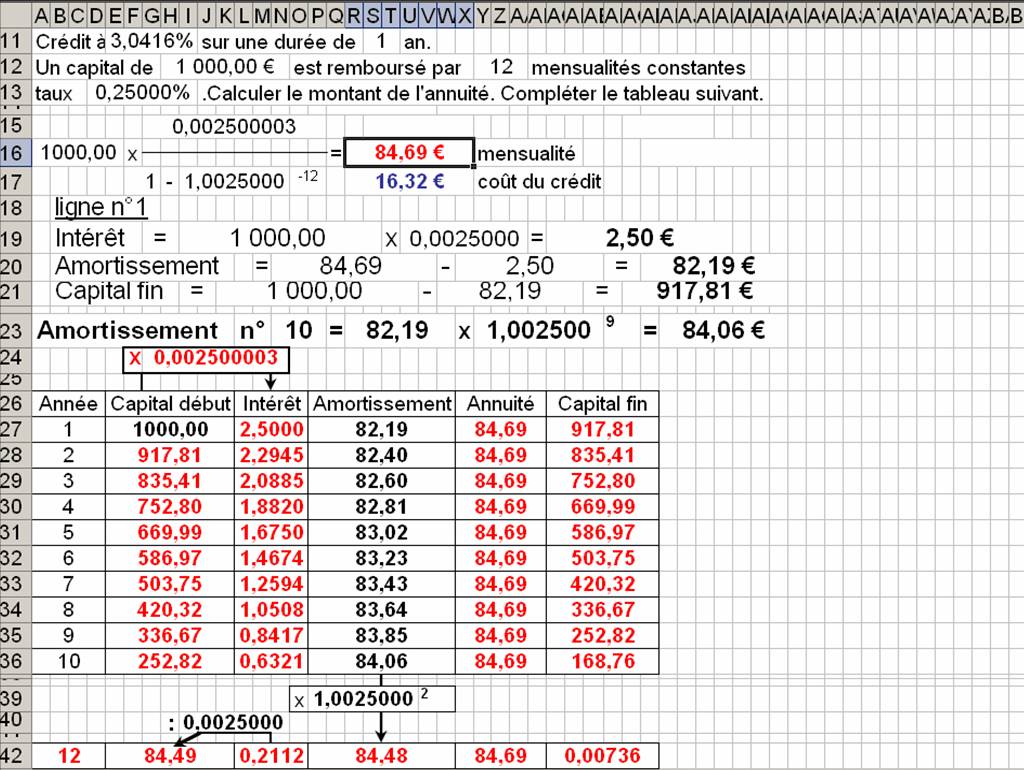 A B C D E F G H I J K L M N O P Q R S T U V W X Y Z
11 Crédit à 3,0416% sur une durée de 1 an.
12 Un capital de 1 000,00 € est remboursé par 12 mensualités constantes
13 taux 0,25000% .Calculer le montant de l'annuité. Compléter le tableau suivant.
15 0,002500003
16 1000,00 x = 84,69 € mensualité
17 1 - 1,0025000 -12 16,32 € coût du crédit
18 ligne n°1
19 Intérêt = 1 000,00 x 0,0025000 = 2,50 €
20 Amortissement = 84,69 - 2,50 = 82,19 €
21 Capital fin = 1 000,00 - 82,19 = 917,81 €
23 Amortissement n° 10 = 82,19 x 1,002500 9 = 84,06 €
24 X 0,002500003
25
26 Année Capital début Intérêt Amortissement Annuité Capital fin
27 1 1000,00 2,5000 82,19 84,69 917,81
28 2 917,81 2,2945 82,40 84,69 835,41
29 3 835,41 2,0885 82,60 84,69 752,80
30 4 752,80 1,8820 82,81 84,69 669,99
31 5 669,99 1,6750 83,02 84,69 586,97
32 6 586,97 1,4674 83,23 84,69 503,75
33 7 503,75 1,2594 83,43 84,69 420,32
34 8 420,32 1,0508 83,64 84,69 336,67
35 9 336,67 0,8417 83,85 84,69 252,82
36 10 252,82 0,6321 84,06 84,69 168,76
39 x 1,0025000 2
40 : 0,0025000
42 12 84,49 0,2112 84,48 84,69 0,00736